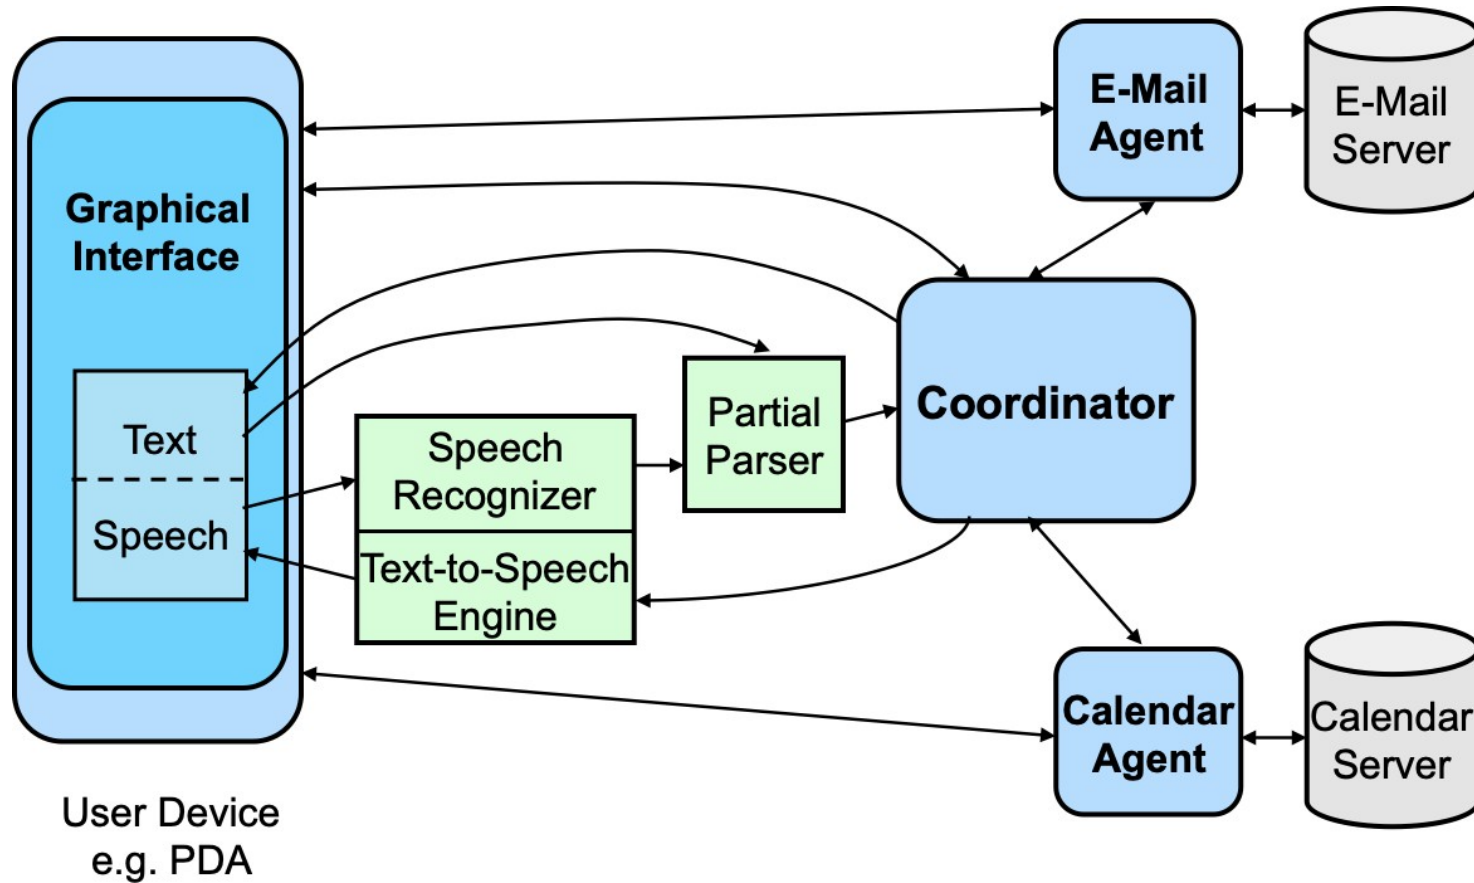 E-Mail
Agent
E-Mail
Server
Graphical
Interface
Text
Speech
Speech
Recognizer
Text-to-Speech
Engine
Partial
Parser
Coordinator
Calendar
Agent
Calendar
Server
User Device
e.g. PDA